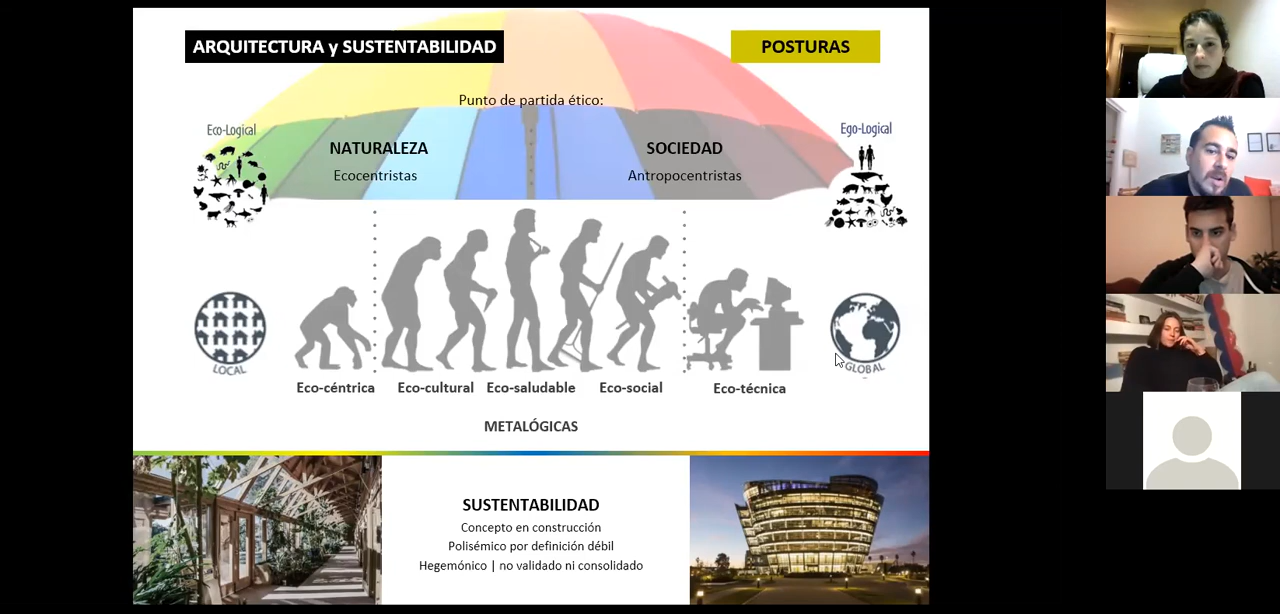 ARQUITECTURA y SUSTENTABILIDAD
POSTURAS
Punto de partida ético:
Eco-Logical
Ego-Logical
NATURALEZA
SOCIEDAD
Ecocentristas
Antropocentristas
LOCAL
GLOBAL
Eco-céntrica
Eco-cultural
Eco-saludable
Eco-social
Eco-técnica
METALÓGICAS
SUSTENTABILIDAD
Concepto en construcción
Polisémico por definición débil
Hegemónico | no validado ni consolidado